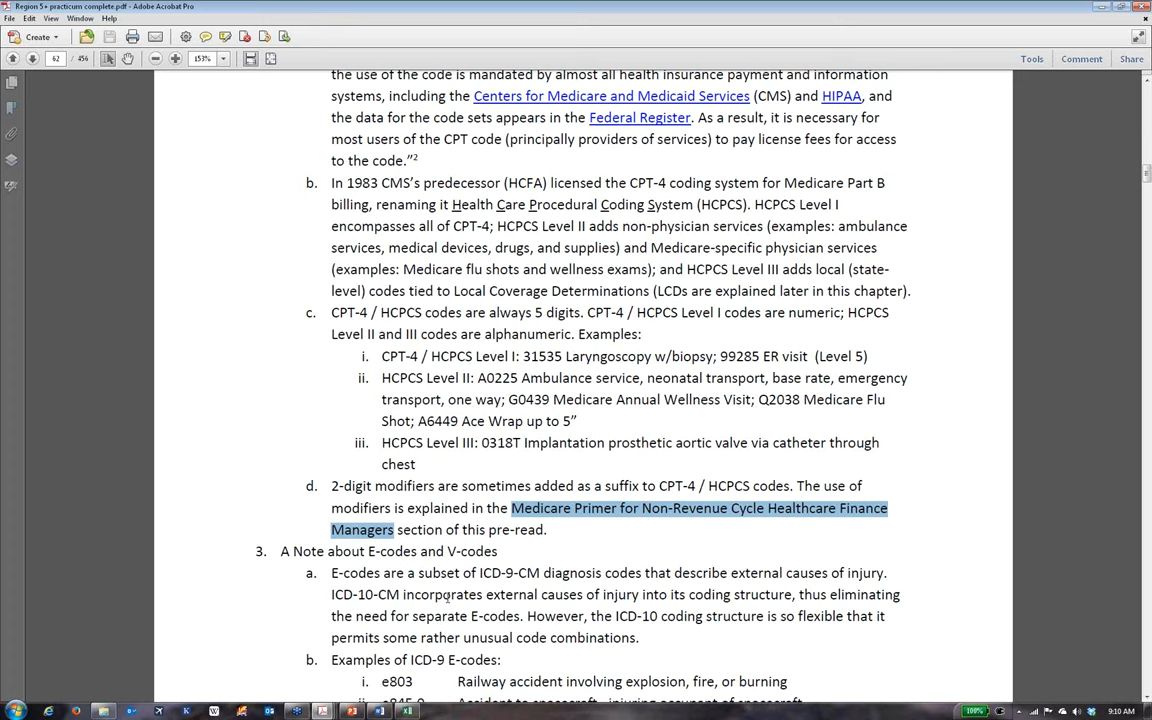 Region 5+ practicum complete.pdf - Adobe Acrobat Pro
File Edit View Window Help
Create
62 / 456 153% Tools Comment Share
the use of the code is mandated by almost all health insurance payment and information
systems, including the Centers for Medicare and Medicaid Services (CMS) and HIPAA, and
the data for the code sets appears in the Federal Register. As a result, it is necessary for
most users of the CPT code (principally providers of services) to pay license fees for access
to the code.”2
b. In 1983 CMS’s predecessor (HCFA) licensed the CPT-4 coding system for Medicare Part B
billing, renaming it Health Care Procedural Coding System (HCPCS). HCPCS Level I
encompasses all of CPT-4; HCPCS Level II adds non-physician services (examples: ambulance
services, medical devices, drugs, and supplies) and Medicare-specific physician services
(examples: Medicare flu shots and wellness exams); and HCPCS Level III adds local (state-
level) codes tied to Local Coverage Determinations (LCDs are explained later in this chapter).
c. CPT-4 / HCPCS codes are always 5 digits. CPT-4 / HCPCS Level I codes are numeric; HCPCS
Level II and III codes are alphanumeric. Examples:
i. CPT-4 / HCPCS Level I: 31535 Laryngoscopy w/biopsy; 99285 ER visit (Level 5)
ii. HCPCS Level II: A0225 Ambulance service, neonatal transport, base rate, emergency
transport, one way; G0439 Medicare Annual Wellness Visit; Q2038 Medicare Flu
Shot; A6449 Ace Wrap up to 5”
iii. HCPCS Level III: 0318T Implantation prosthetic aortic valve via catheter through
chest
d. 2-digit modifiers are sometimes added as a suffix to CPT-4 / HCPCS codes. The use of
modifiers is explained in the Medicare Primer for Non-Revenue Cycle Healthcare Finance
Managers section of this pre-read.
3. A Note about E-codes and V-codes
a. E-codes are a subset of ICD-9-CM diagnosis codes that describe external causes of injury.
ICD-10-CM incorporates external causes of injury into its coding structure, thus eliminating
the need for separate E-codes. However, the ICD-10 coding structure is so flexible that it
permits some rather unusual code combinations.
b. Examples of ICD-9 E-codes:
i. e803 Railway accident involving explosion, fire, or burning
ii. e845.0 Accident to spacecraft, injuring occupant of spacecraft
100% 9:10 AM